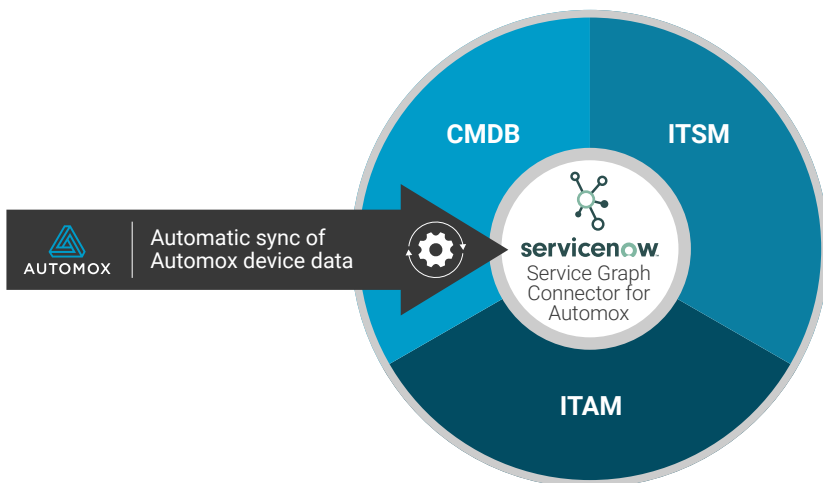 CMDB
ITSM
AUTOMOX
Automatic sync of
Automox device data
servicenow.
Service Graph
Connector for
Automox
ITAM